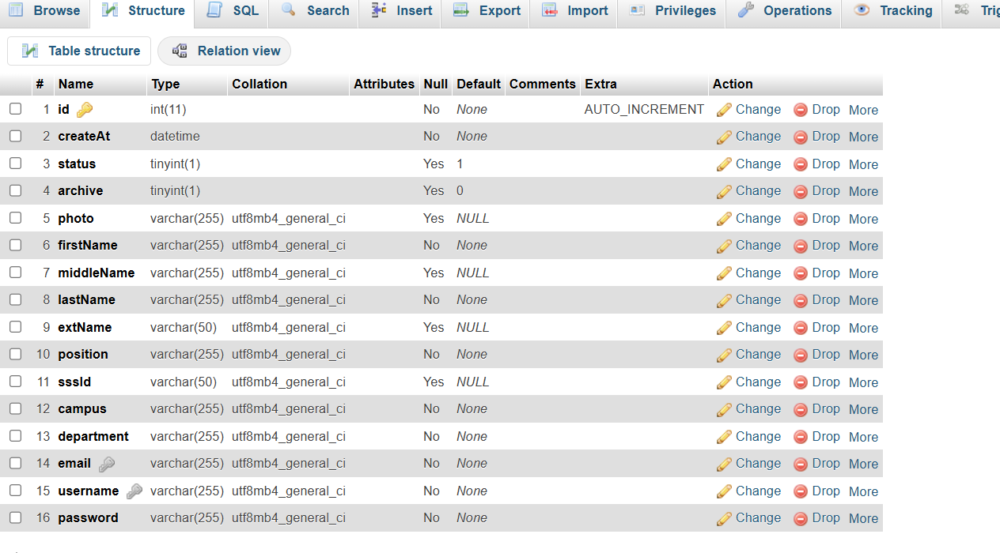 Browse Structure SQL Search Insert Export Import Privileges Operations Tracking
Table structure Relation view
# Name Type Collation Attributes Null Default Comments Extra Action
1 id int(11) No None AUTO_INCREMENT Change Drop More
2 createAt datetime No None Change Drop More
3 status tinyint(1) Yes 1 Change Drop More
4 archive tinyint(1) Yes 0 Change Drop More
5 photo varchar(255) utf8mb4_general_ci Yes NULL Change Drop More
6 firstName varchar(255) utf8mb4_general_ci No None Change Drop More
7 middleName varchar(255) utf8mb4_general_ci Yes NULL Change Drop More
8 lastName varchar(255) utf8mb4_general_ci No None Change Drop More
9 extName varchar(50) utf8mb4_general_ci Yes NULL Change Drop More
10 position varchar(255) utf8mb4_general_ci No None Change Drop More
11 sssId varchar(50) utf8mb4_general_ci Yes NULL Change Drop More
12 campus varchar(255) utf8mb4_general_ci No None Change Drop More
13 department varchar(255) utf8mb4_general_ci No None Change Drop More
14 email varchar(255) utf8mb4_general_ci No None Change Drop More
15 username varchar(255) utf8mb4_general_ci No None Change Drop More
16 password varchar(255) utf8mb4_general_ci No None Change Drop More